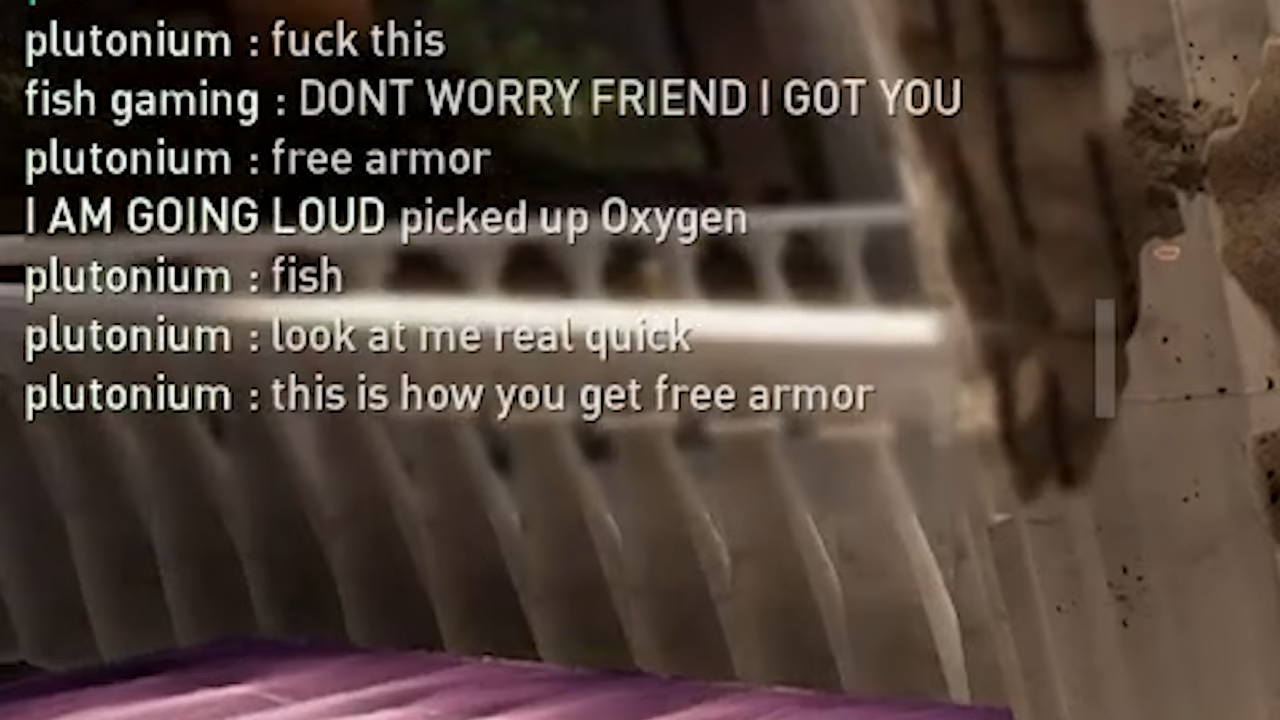 plutonium : fuck this
fish gaming : DONT WORRY FRIEND I GOT YOU
plutonium : free armor
I AM GOING LOUD picked up Oxygen
plutonium : fish
plutonium : look at me real quick
plutonium : this is how you get free armor